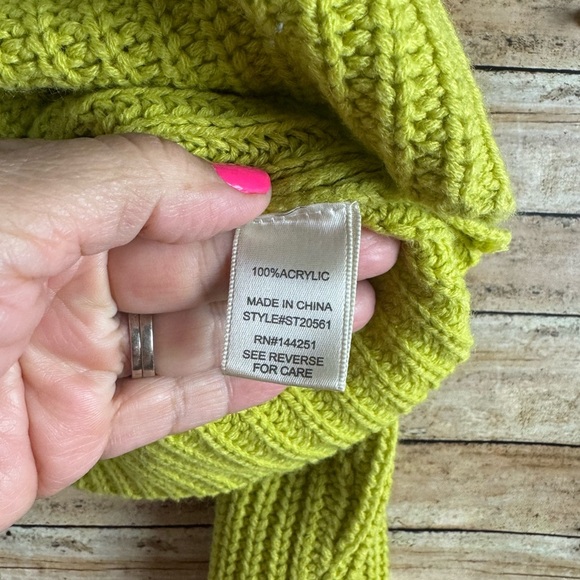 100%ACRYLIC
MADE IN CHINA
STYLE#ST20561
RN#144251
SEE REVERSE
FOR CARE